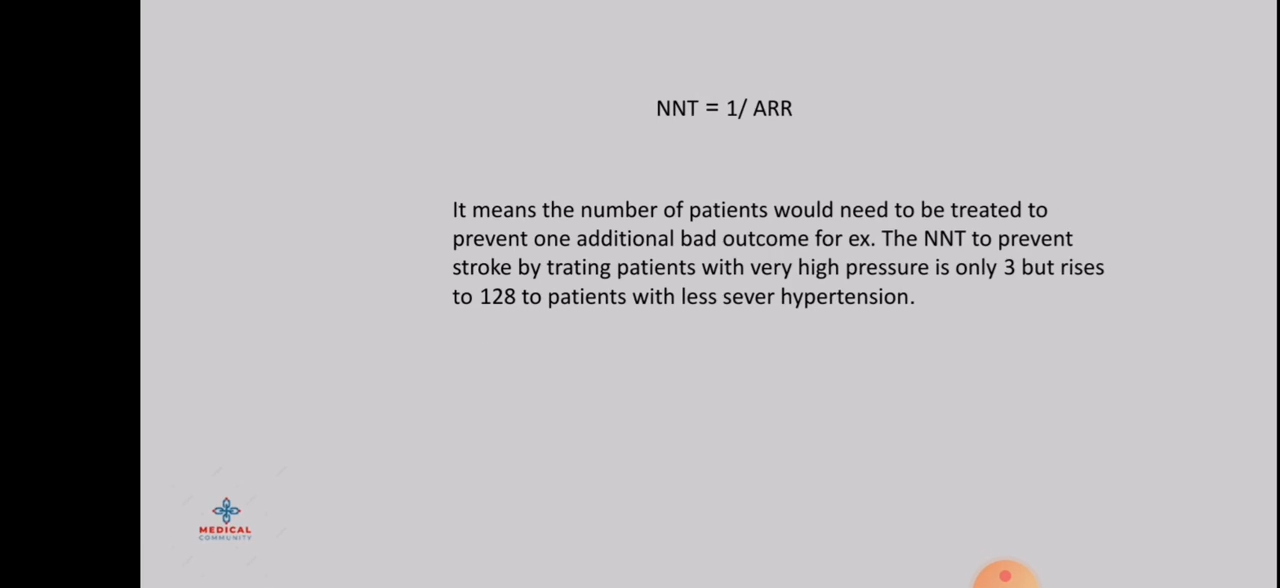 NNT = 1/ ARR
It means the number of patients would need to be treated to
prevent one additional bad outcome for ex. The NNT to prevent
stroke by trating patients with very high pressure is only 3 but rises
to 128 to patients with less sever hypertension.
MEDICAL
COMMUNITY